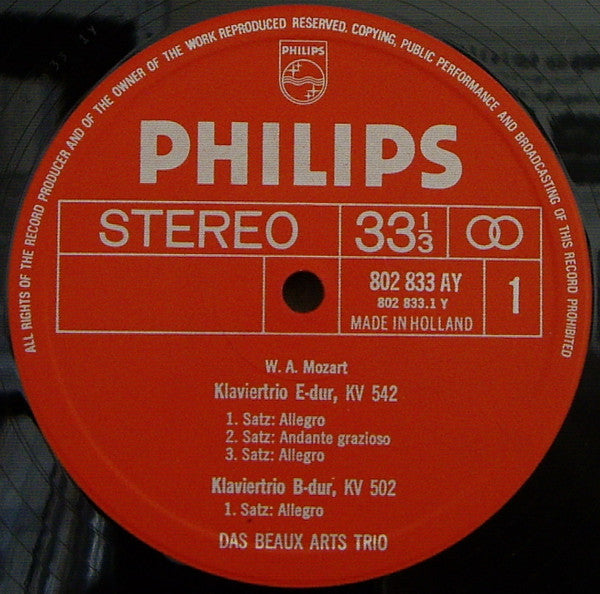 ALL RIGHTS OF THE RECORD PRODUCER AND OF THE OWNER OF THE WORK REPRODUCED RESERVED. COPYING, PUBLIC PERFORMANCE AND BROADCASTING OF THIS RECORD PROHIBITED
PHILIPS
PHILIPS
STEREO 33 1/3
802 833 AY
802 833.1 Y
MADE IN HOLLAND
1
W. A. Mozart
Klaviertrio E-dur, KV 542
1. Satz: Allegro
2. Satz: Andante grazioso
3. Satz: Allegro
Klaviertrio B-dur, KV 502
1. Satz: Allegro
DAS BEAUX ARTS TRIO